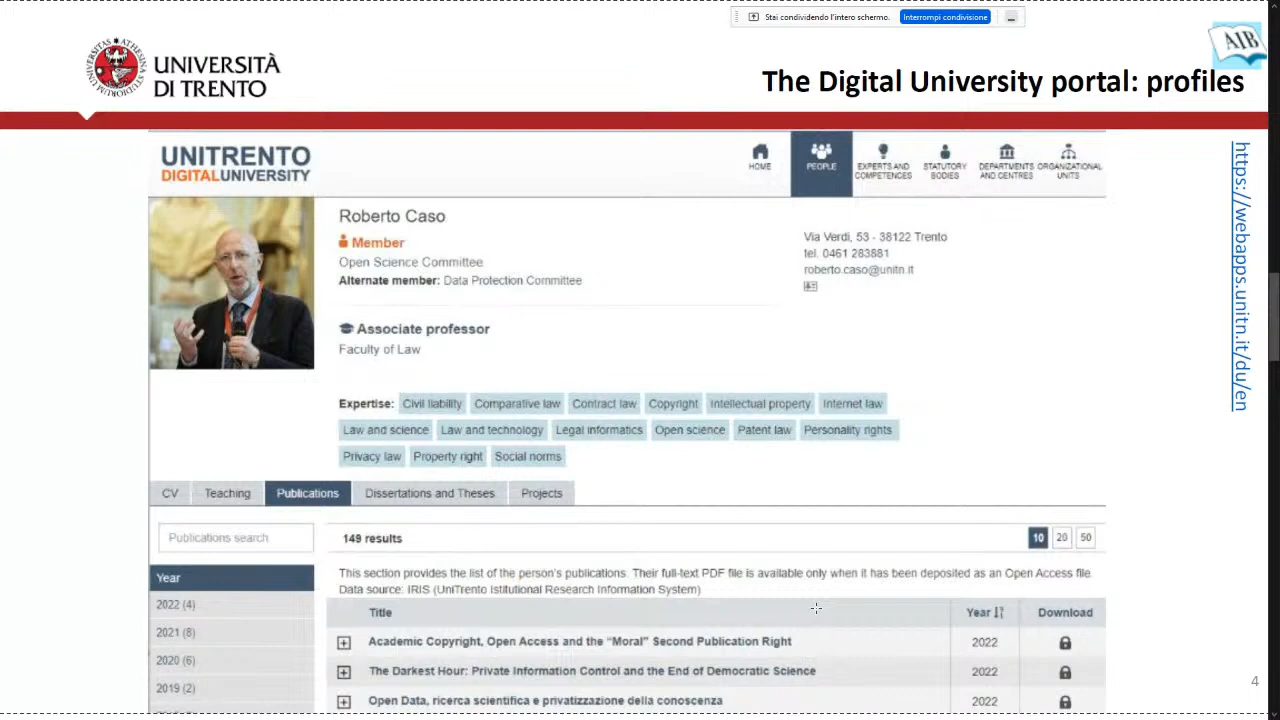 Stai condividendo l'intero schermo. Interrompi condivisione
AIB
UNIVERSITÀ
DI TRENTO
The Digital University portal: profiles
https://webapps.unitn.it/du/en
UNITRENTO
DIGITALUNIVERSITY
HOME
PEOPLE
EXPERTS AND
COMPETENCES
STATUTORY
BODIES
DEPARTMENTS
AND CENTRES
ORGANIZATIONAL
UNITS
Roberto Caso
Member
Open Science Committee
Alternate member: Data Protection Committee
Via Verdi, 53 - 38122 Trento
tel. 0461 283881
roberto.caso@unitn.it
Associate professor
Faculty of Law
Expertise: Civil liability Comparative law Contract law Copyright Intellectual property Internet law
Law and science Law and technology Legal informatics Open science Patent law Personality rights
Privacy law Property right Social norms
CV Teaching Publications Dissertations and Theses Projects
Publications search
149 results
10 20 50
Year
2022 (4)
2021 (8)
2020 (6)
2019 (2)
This section provides the list of the person's publications. Their full-text PDF file is available only when it has been deposited as an Open Access file.
Data source: IRIS (UniTrento Istitutional Research Information System)
Title Year Download
Academic Copyright, Open Access and the “Moral” Second Publication Right 2022
The Darkest Hour: Private Information Control and the End of Democratic Science 2022
Open Data, ricerca scientifica e privatizzazione della conoscenza 2022
4